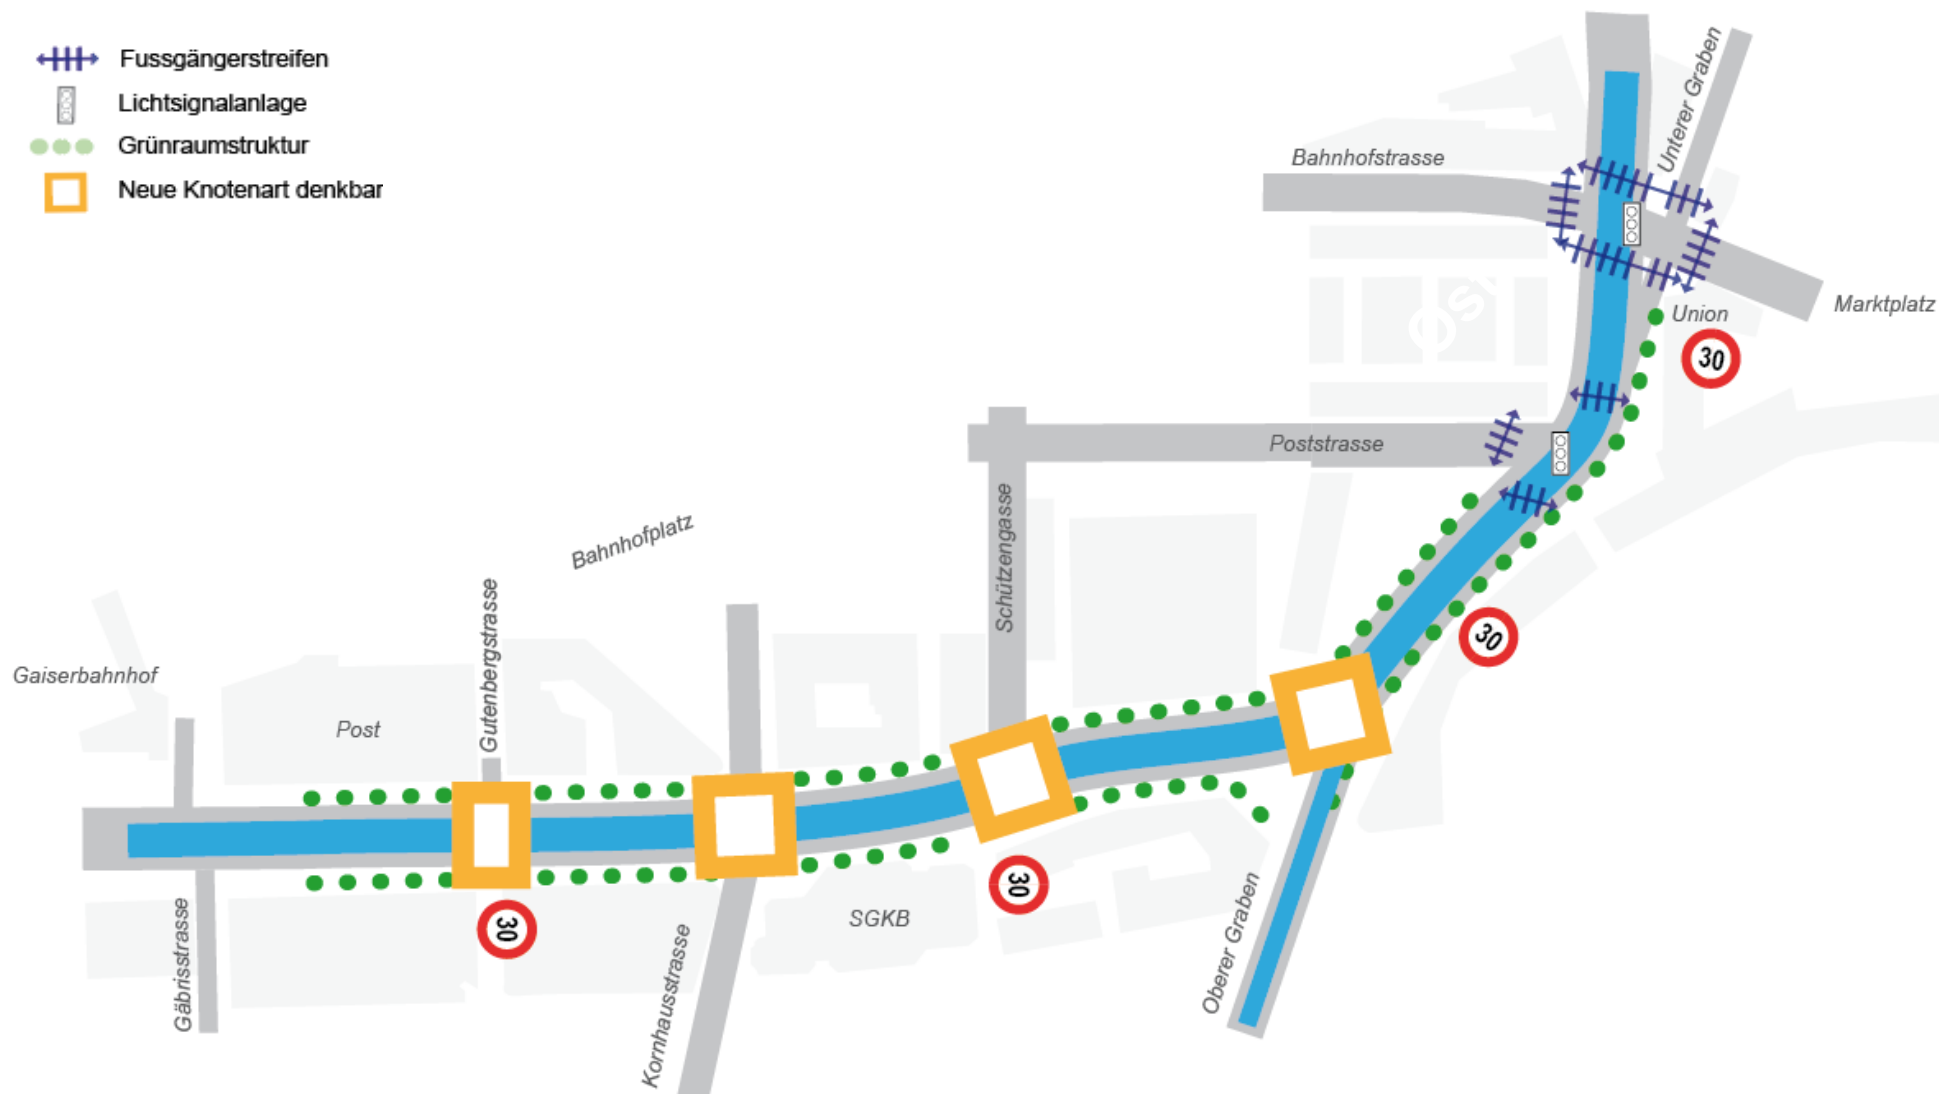 Fussgängerstreifen
Lichtsignalanlage
Grünraumstruktur
Neue Knotenart denkbar
Unterer Graben
Bahnhofstrasse
Marktplatz
Union
30
Poststrasse
Schützengasse
Bahnhofplatz
Gutenbergstrasse
30
Gaiserbahnhof
Post
30
SGKB
30
Oberer Graben
Gäbrisstrasse
Kornhausstrasse